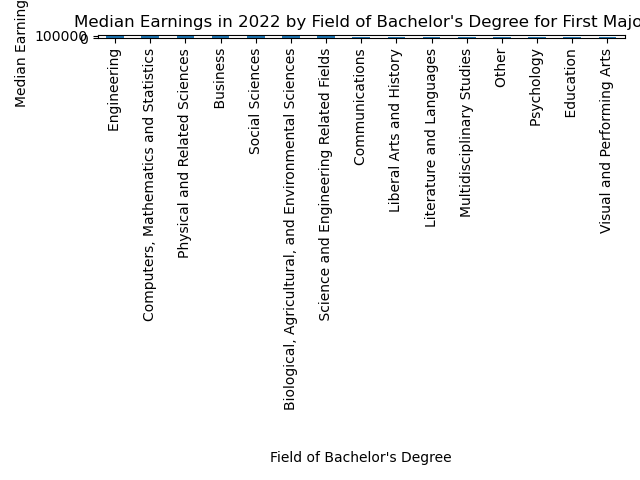 Median Earnings in 2022 by Field of Bachelor's Degree for First Majo
Median Earning
100000
0
Engineering
Computers, Mathematics and Statistics
Physical and Related Sciences
Business
Social Sciences
Biological, Agricultural, and Environmental Sciences
Science and Engineering Related Fields
Communications
Liberal Arts and History
Literature and Languages
Multidisciplinary Studies
Other
Psychology
Education
Visual and Performing Arts
Field of Bachelor's Degree